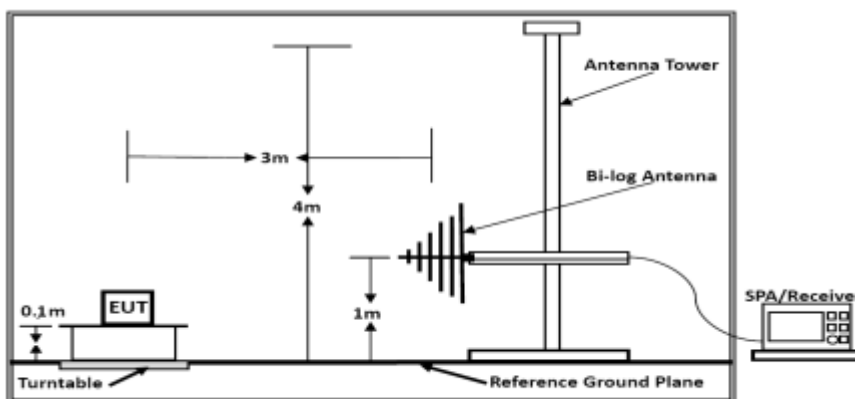 Antenna Tower
3m
Bi-log Antenna
4m
EUT
0.1m
1m
SPA/Receive
Turntable
Reference Ground Plane